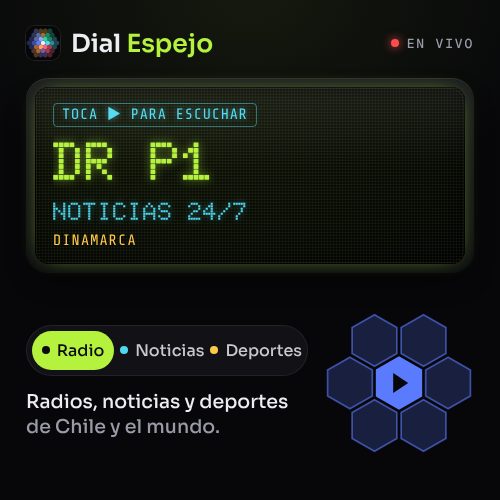 Dial Espejo
EN VIVO
TOCA ▶ PARA ESCUCHAR
DR P1
NOTICIAS 24/7
DINAMARCA
Radio Noticias Deportes
Radios, noticias y deportes
de Chile y el mundo.